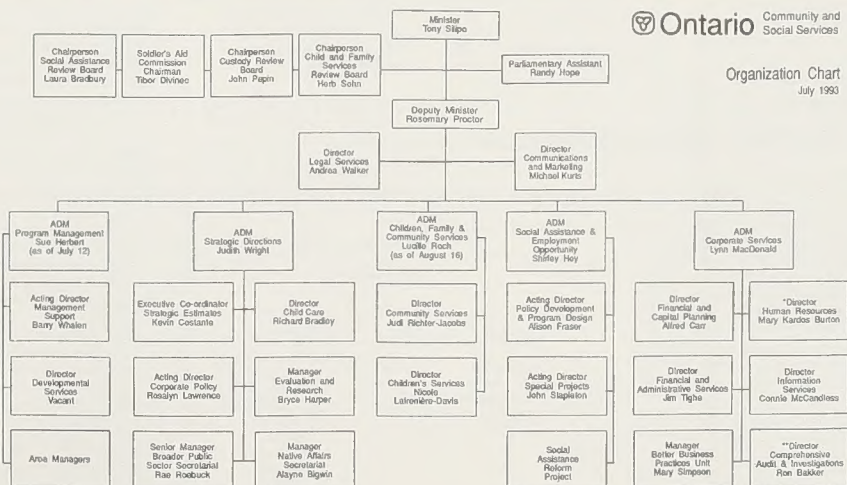 Ontario
Community and
Social Services
Organization Chart
July 1993
Minister
Tony Silipo
Chairperson
Social Assistance
Review Board
Laura Bradbury
Soldier's Aid
Commission
Chairman
Tibor Divinec
Chairperson
Custody Review
Board
John Papin
Chairperson
Child and Family
Services
Review Board
Herb Sohn
Parliamentary Assistant
Randy Hope
Deputy Minister
Rosemary Proctor
Director
Legal Services
Andrea Walker
Director
Communications
and Marketing
Michael Kurts
ADM
Program Management
Sue Herbert
(as of July 12)
ADM
Strategic Directions
Judith Wright
ADM
Children, Family &
Community Services
Lucille Roch
(as of August 16)
ADM
Social Assistance &
Employment
Opportunity
Shirley Hoy
ADM
Corporate Services
Lynn MacDonald
Acting Director
Management
Support
Barry Whalen
Executive Co-ordinator
Strategic Estimates
Kevin Costante
Director
Child Care
Richard Bradley
Director
Community Services
Judi Richter-Jacobs
Acting Director
Policy Development
& Program Design
Alison Fraser
Director
Financial and
Capital Planning
Alfred Carr
*Director
Human Resources
Mary Kardos Burton
Director
Developmental
Services
Vacant
Acting Director
Corporate Policy
Rosalyn Lawrence
Manager
Evaluation and
Research
Bryce Harper
Director
Children's Services
Nicole
Lafrenière-Davis
Acting Director
Special Projects
John Stapleton
Director
Financial and
Administrative Services
Jim Tighe
Director
Information
Services
Connie McCandless
Area Managers
Senior Manager
Broader Public
Sector Secretariat
Rae Roebuck
Manager
Native Affairs
Secretariat
Alayne Bigwin
Social
Assistance
Reform
Project
Manager
Better Business
Practices Unit
Mary Simpson
**Director
Comprehensive
Audit & Investigations
Ron Bakker